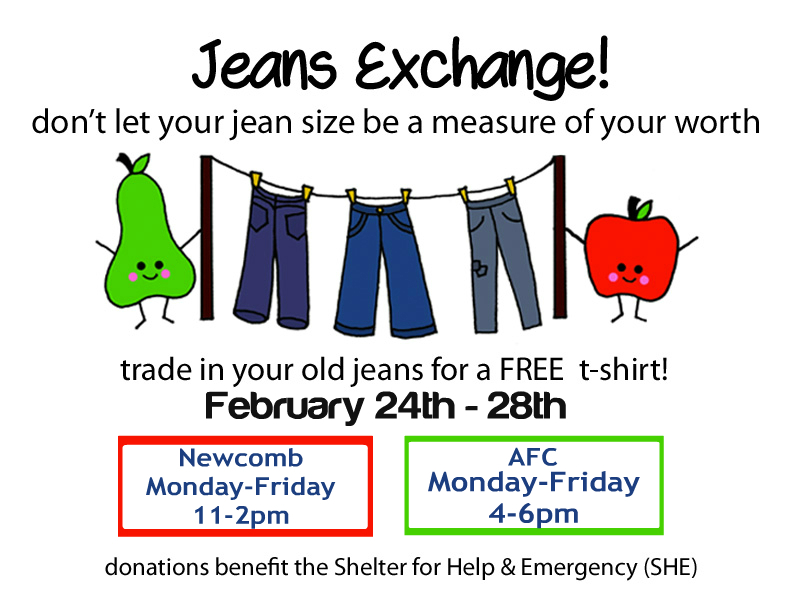 Jeans Exchange!
don't let your jean size be a measure of your worth
trade in your old jeans for a FREE t-shirt!
February 24th - 28th
Newcomb
Monday-Friday
11-2pm
AFC
Monday-Friday
4-6pm
donations benefit the Shelter for Help & Emergency (SHE)